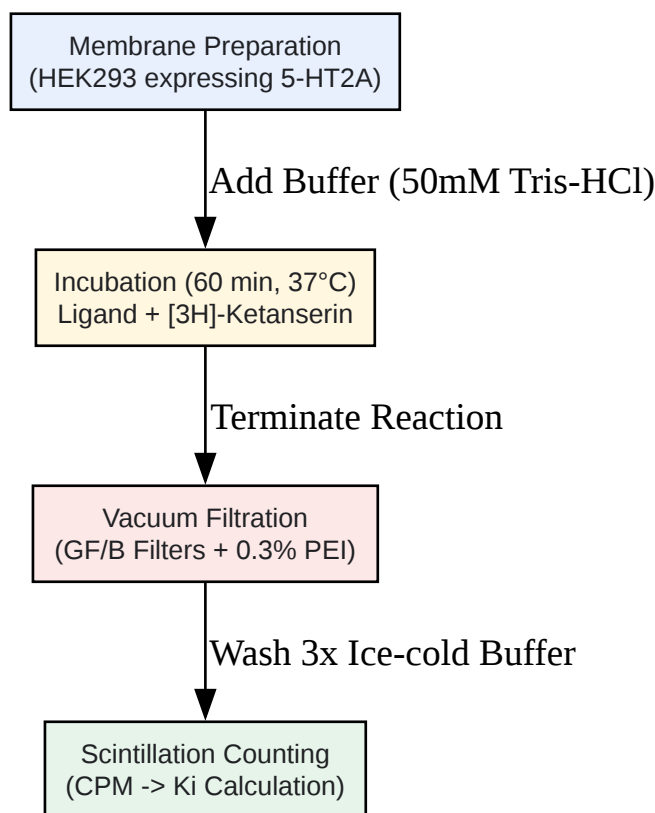 Membrane Preparation
(HEK293 expressing 5-HT2A)
Add Buffer (50mM Tris-HCl)
Incubation (60 min, 37°C)
Ligand + [3H]-Ketanserin
Terminate Reaction
Vacuum Filtration
(GF/B Filters + 0.3% PEI)
Wash 3x Ice-cold Buffer
Scintillation Counting
(CPM -> Ki Calculation)